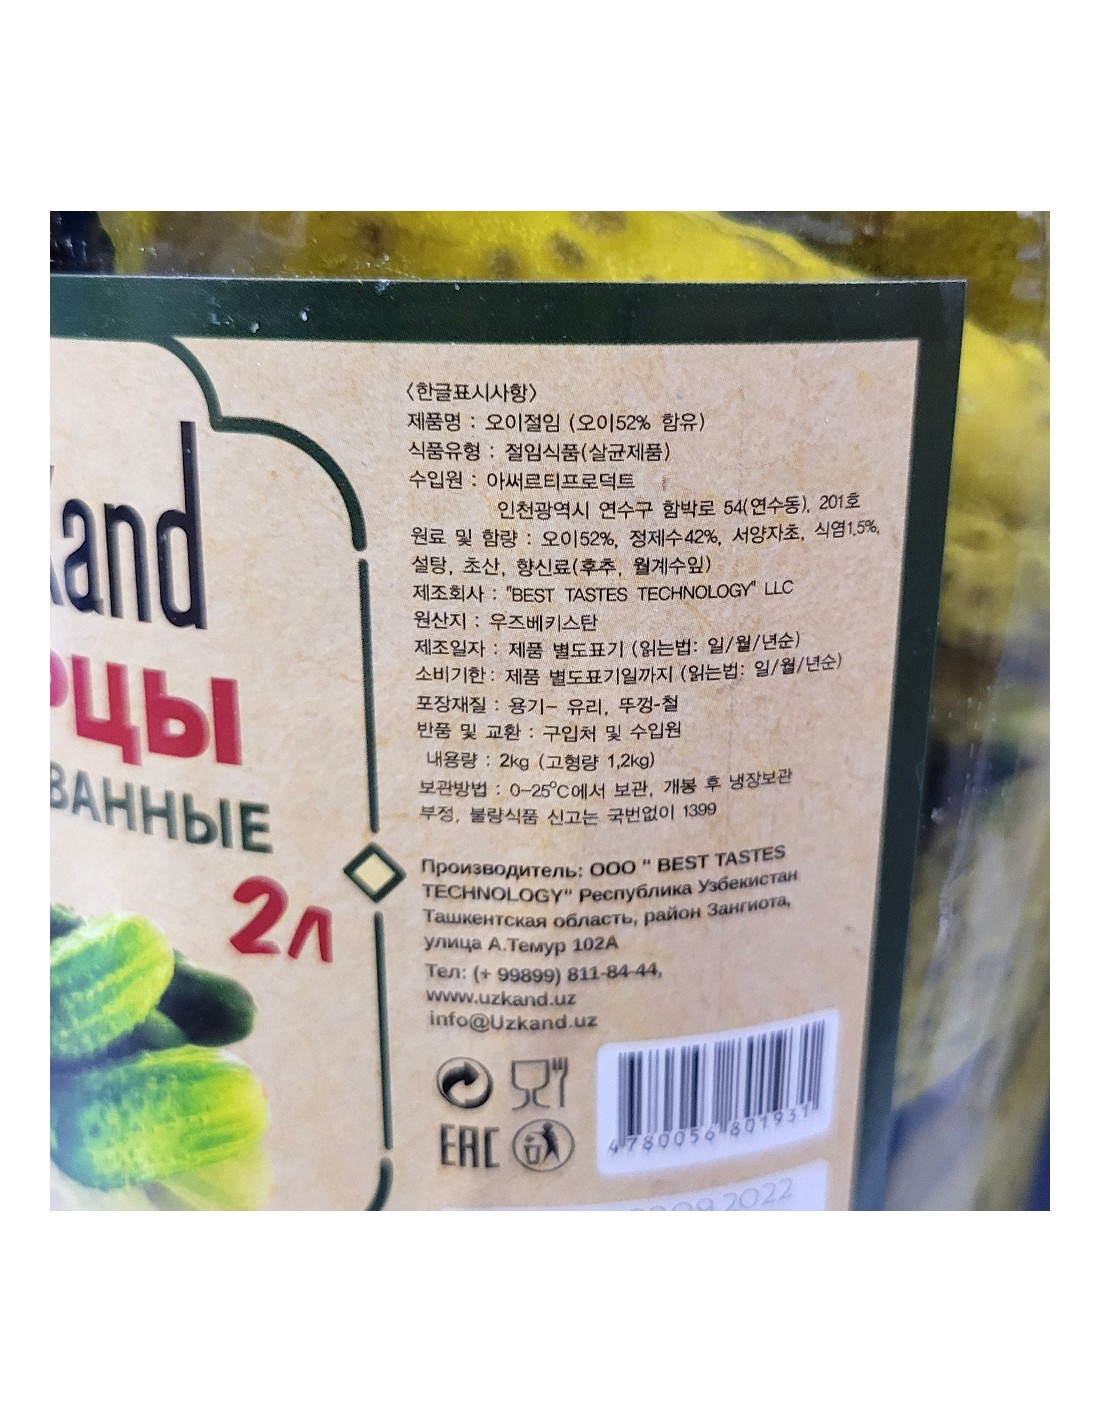 Kand
рцы
ванные
2л
〈한글표시사항〉
제품명 : 오이절임 (오이52% 함유)
식품유형 : 절임식품(살균제품)
수입원 : 아써르티프로덕트
인천광역시 연수구 함박로 54(연수동), 201호
원료 및 함량 : 오이52%, 정제수42%, 서양자초, 식염1.5%,
설탕, 초산, 향신료(후추, 월계수잎)
제조회사 : "BEST TASTES TECHNOLOGY" LLC
원산지 : 우즈베키스탄
제조일자 : 제품 별도표기 (읽는법: 일/월/년순)
소비기한 : 제품 별도표기일까지 (읽는법: 일/월/년순)
포장재질 : 용기- 유리, 뚜껑-철
반품 및 교환 : 구입처 및 수입원
내용량 : 2kg (고형량 1,2kg)
보관방법 : 0-25℃에서 보관, 개봉 후 냉장보관
부정, 불량식품 신고는 국번없이 1399
Производитель: ООО " BEST TASTES
TECHNOLOGY" Республика Узбекистан
Ташкентская область, район Зангиота,
улица А.Темур 102А
Тел: (+ 99899) 811-84-44,
www.uzkand.uz
info@Uzkand.uz
EAC
4780056 801931
09.2022